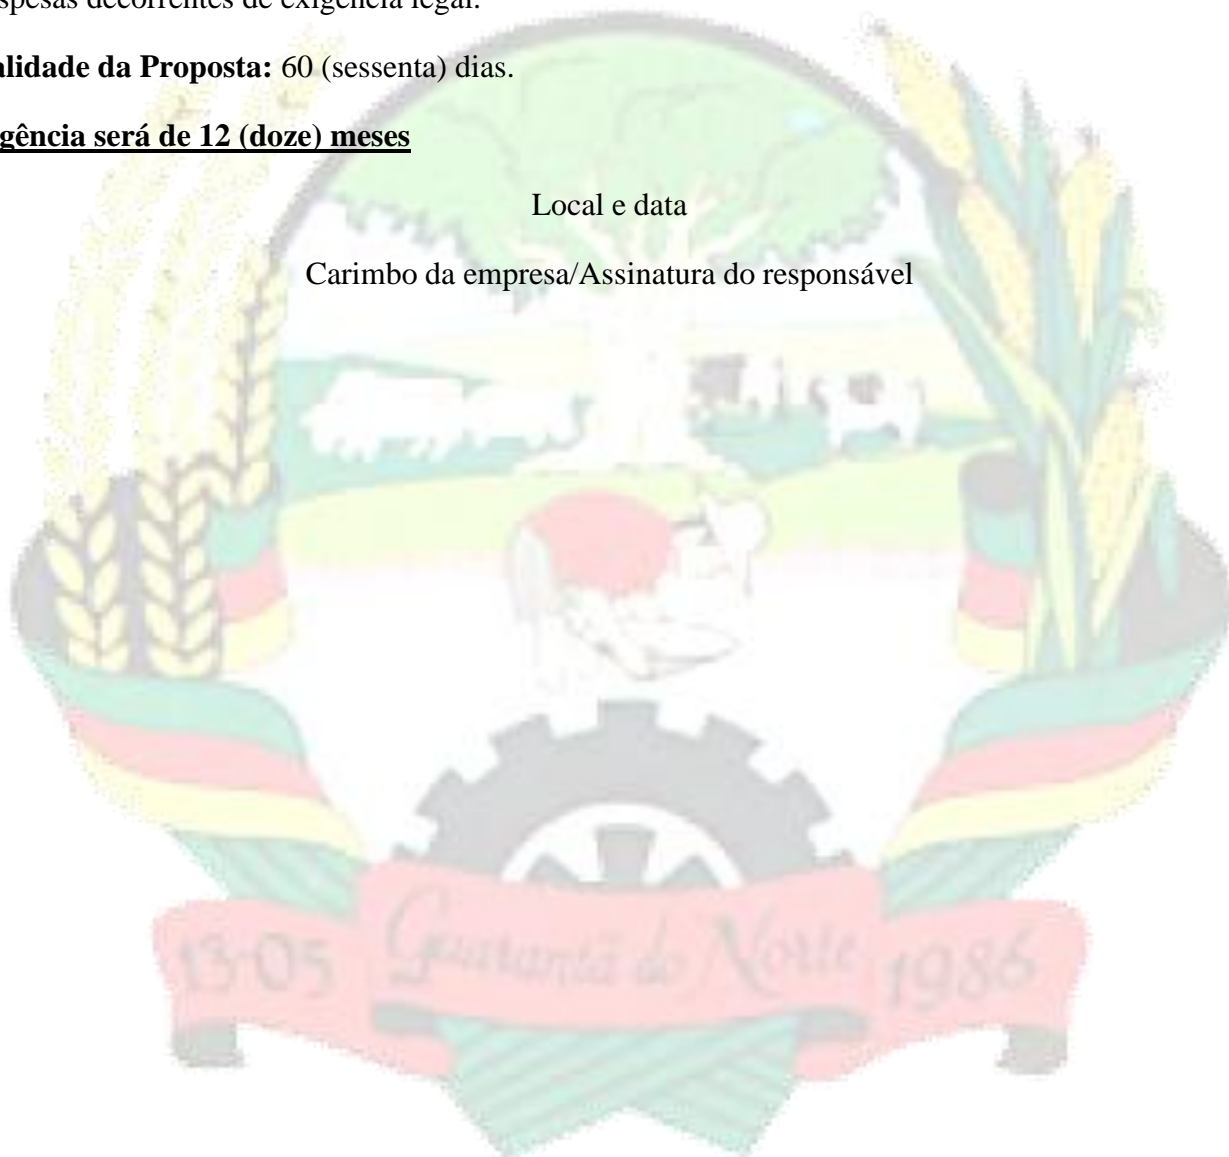 spesas decorrentes de exigência legal.
alidade da Proposta: 60 (sessenta) dias.
gência será de 12 (doze) meses
Local e data
Carimbo da empresa/Assinatura do responsável
13-05 Guarantã do Norte 1986